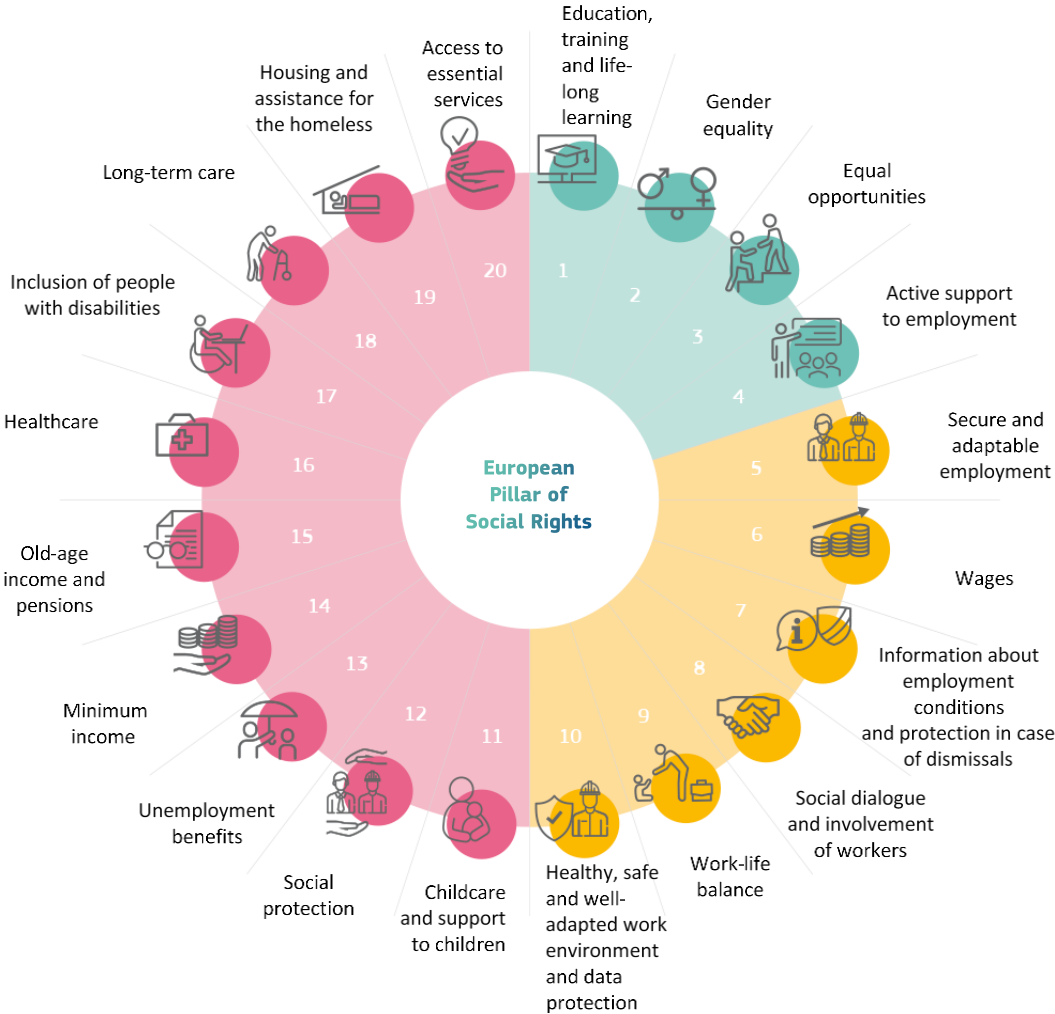 Education,
training
and life-
long
learning
Gender
equality
Equal
opportunities
Active support
to employment
Secure and
adaptable
employment
Wages
Information about
employment
conditions
and protection in case
of dismissals
Social dialogue
and involvement
of workers
Work-life
balance
Healthy, safe
and well-
adapted work
environment
and data
protection
Childcare
and support
to children
Social
protection
Unemployment
benefits
Minimum
income
Old-age
income and
pensions
Healthcare
Inclusion of people
with disabilities
Long-term care
Housing and
assistance for
the homeless
Access to
essential
services
1
2
3
4
5
6
7
8
9
10
11
12
13
14
15
16
17
18
19
20
European
Pillar of
Social Rights
i